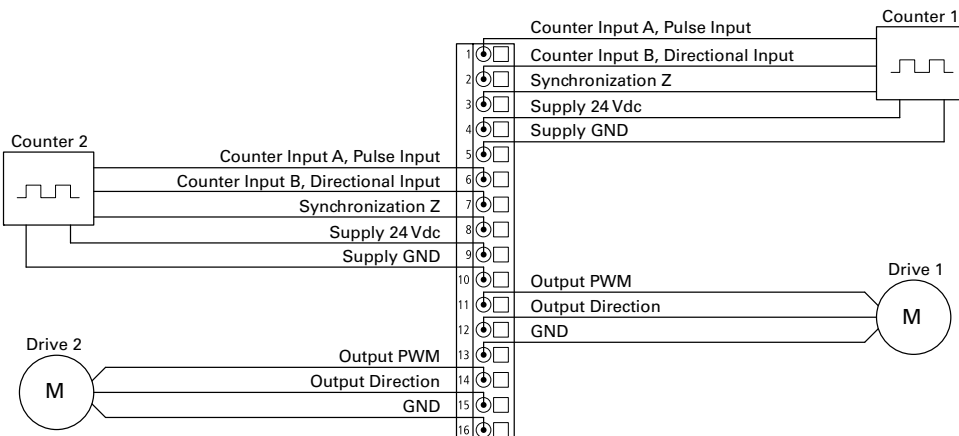 Counter 1
Counter Input A, Pulse Input
Counter Input B, Directional Input
Synchronization Z
Supply 24 Vdc
Supply GND
Counter 2
Counter Input A, Pulse Input
Counter Input B, Directional Input
Synchronization Z
Supply 24 Vdc
Supply GND
1
2
3
4
5
6
7
8
9
10
11
12
13
14
15
16
Drive 1
Output PWM
Output Direction
GND
M
Drive 2
Output PWM
Output Direction
GND
M